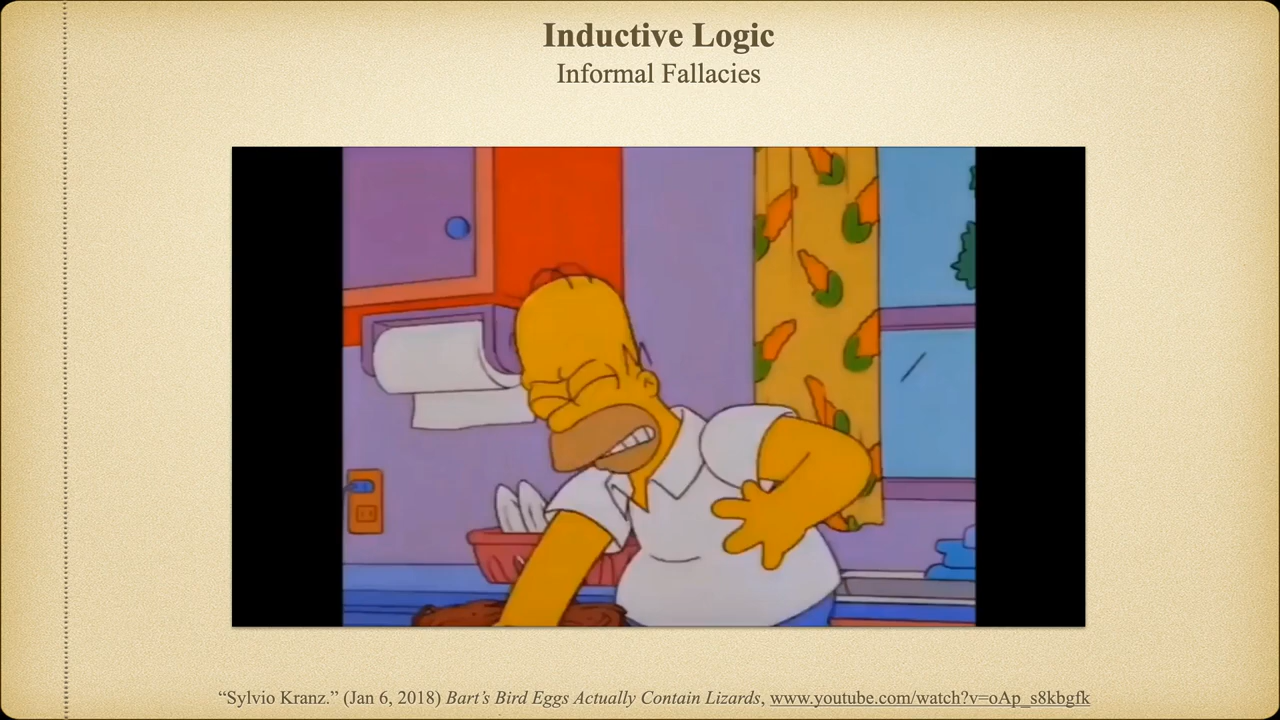 Inductive Logic
Informal Fallacies
“Sylvio Kranz.” (Jan 6, 2018) Bart’s Bird Eggs Actually Contain Lizards, www.youtube.com/watch?v=oAp_s8kbgfk